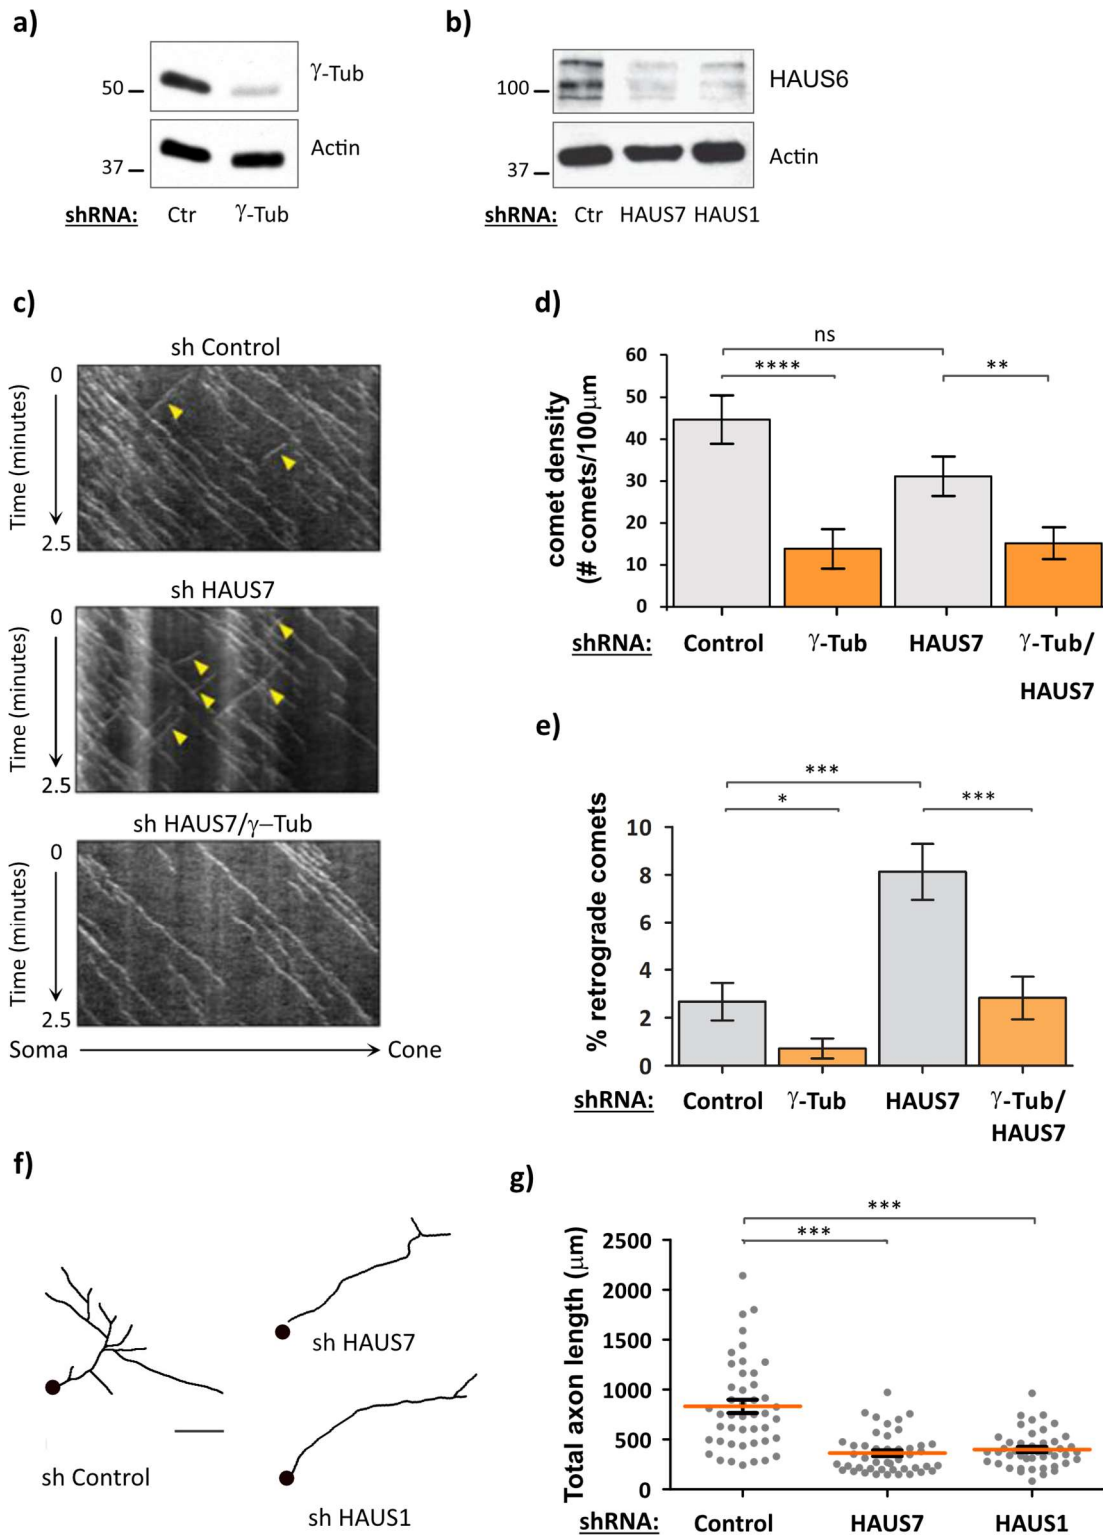 a)
50
γ-Tub
37
Actin
shRNA: Ctr γ-Tub
b)
100
HAUS6
37
Actin
shRNA: Ctr HAUS7 HAUS1
c)
sh Control
0
Time (minutes)
2.5
sh HAUS7
0
Time (minutes)
2.5
sh HAUS7/γ–Tub
0
Time (minutes)
2.5
Soma Cone
d)
ns
**** **
comet density
(# comets/100μm
60
50
40
30
20
10
0
shRNA: Control γ-Tub HAUS7 γ-Tub/
HAUS7
e)
***
* ***
% retrograde comets
10
8
6
4
2
0
shRNA: Control γ-Tub HAUS7 γ-Tub/
HAUS7
f)
sh Control
sh HAUS7
sh HAUS1
g)
***
***
Total axon length (μm)
2500
2000
1500
1000
500
0
shRNA: Control HAUS7 HAUS1